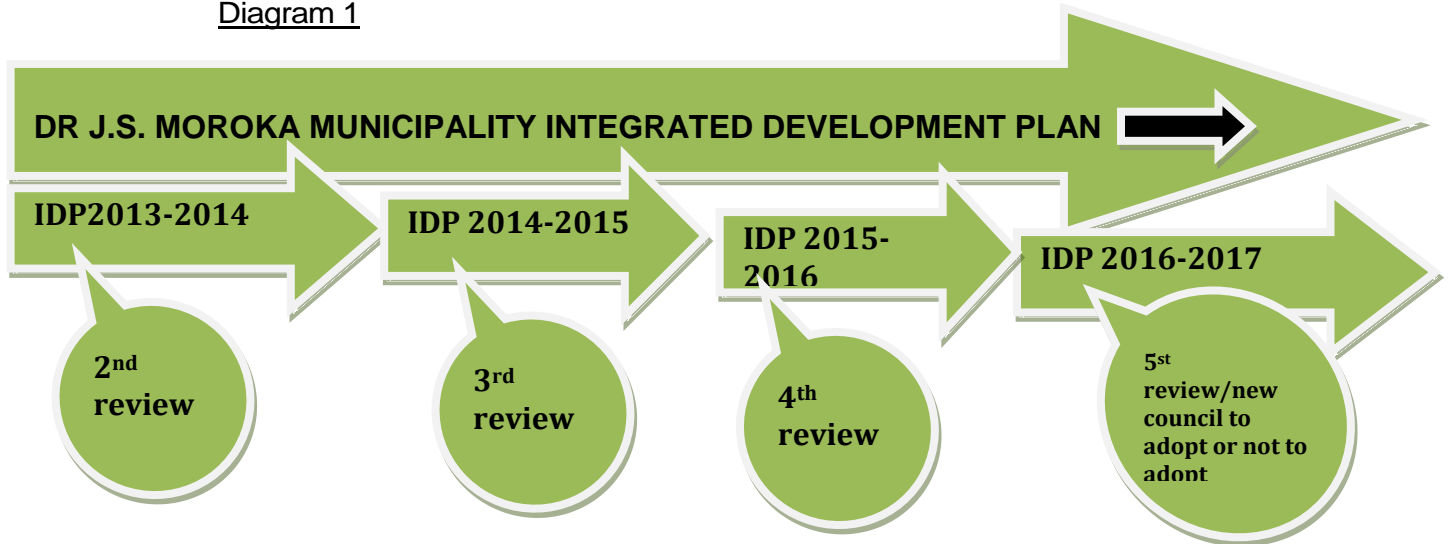 Diagram 1
DR J.S. MOROKA MUNICIPALITY INTEGRATED DEVELOPMENT PLAN
IDP2013-2014
IDP 2014-2015
IDP 2015-
2016
IDP 2016-2017
2nd
review
3rd
review
4th
review
5st
review/new
council to
adopt or not to
adopt